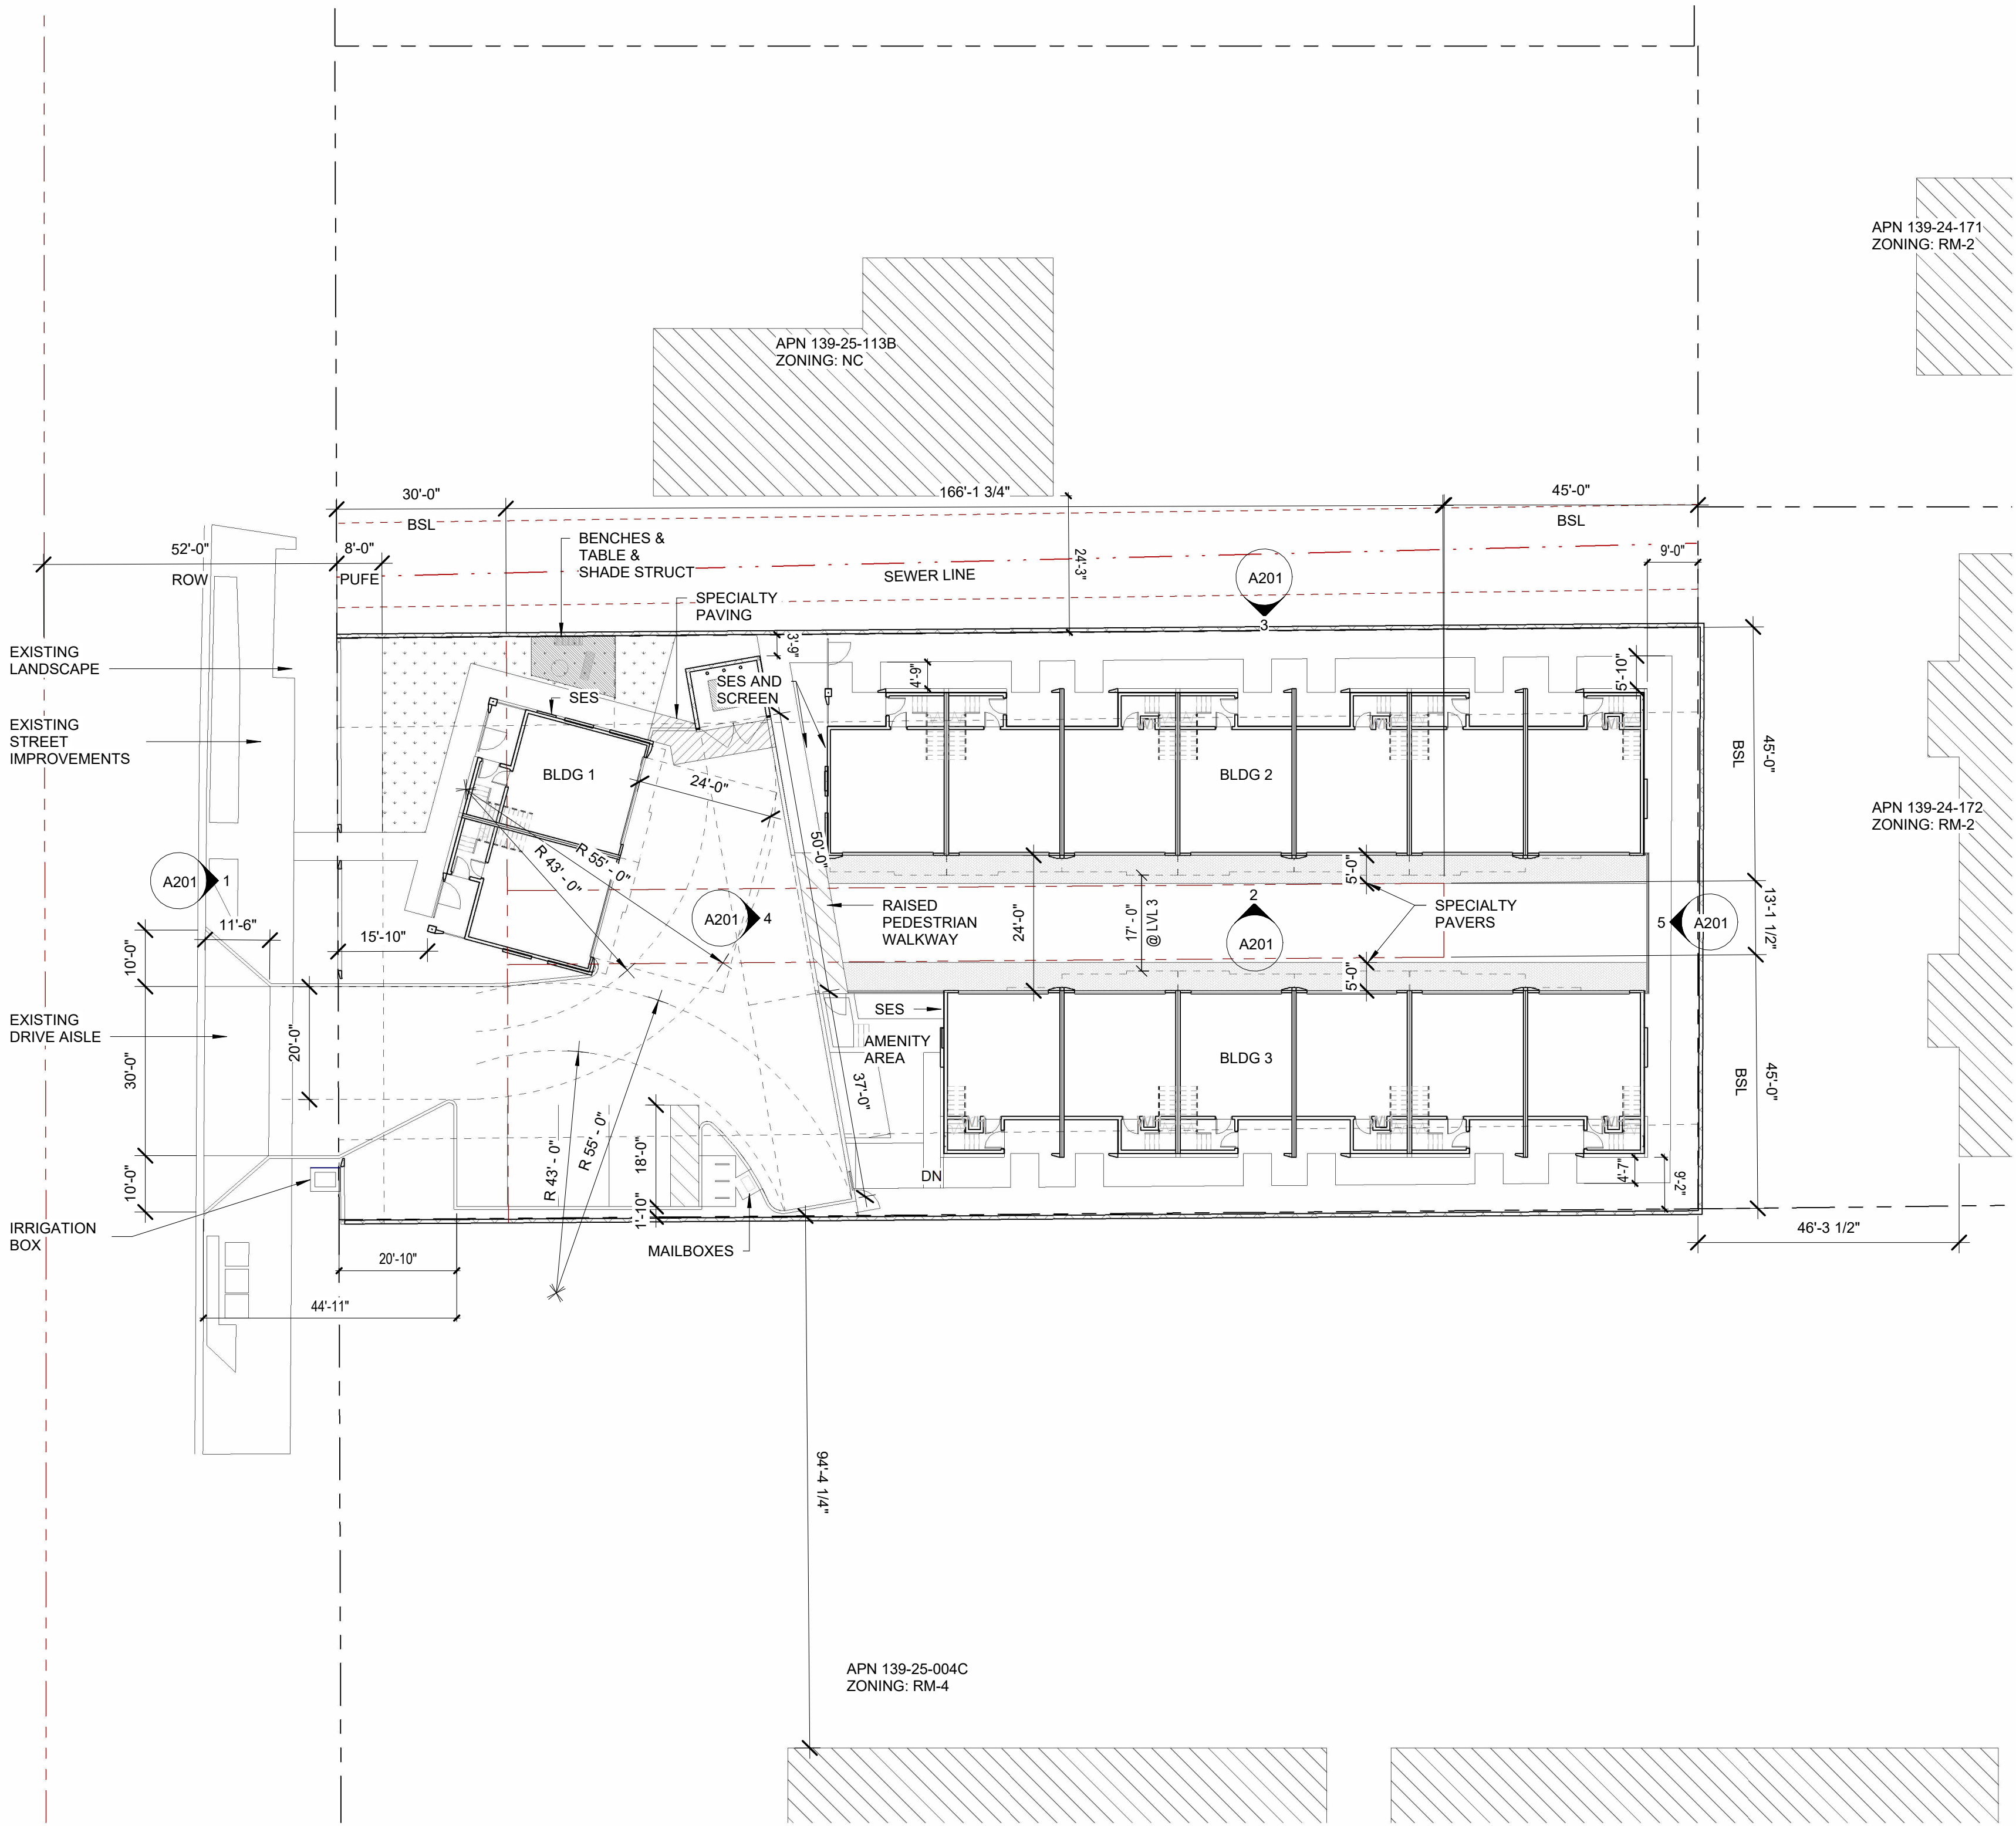 APN 139-24-171
ZONING: RM-2
APN 139-25-113B
ZONING: NC
30'-0"
166'-1 3/4"
45'-0"
BSL
BSL
52'-0"
ROW
8'-0"
PUFE
BENCHES &
TABLE &
SHADE STRUCT
SEWER LINE
24'-3"
A201
3
9'-0"
SPECIALTY
PAVING
EXISTING
LANDSCAPE
3'-9"
SES AND
SCREEN
SES
4'-9"
5'-10"
EXISTING
STREET
IMPROVEMENTS
BLDG 1
24'-0"
BLDG 2
45'-0"
BSL
APN 139-24-172
ZONING: RM-2
50'-0"
R 43' - 0"
R 55' - 0"
5'-0"
A201
1
11'-6"
15'-10"
10'-0"
A201
4
RAISED
PEDESTRIAN
WALKWAY
24'-0"
17' - 0"
@ LVL 3
2
A201
SPECIALTY
PAVERS
5
A201
13'-1 1/2"
5'-0"
EXISTING
DRIVE AISLE
30'-0"
20'-0"
SES
AMENITY
AREA
37'-0"
BLDG 3
BSL
45'-0"
R 43' - 0"
R 55' - 0"
18'-0"
1'-10"
10'-0"
DN
4'-7"
9'-2"
IRRIGATION
BOX
20'-10"
44'-11"
MAILBOXES
46'-3 1/2"
94'-4 1/4"
APN 139-25-004C
ZONING: RM-4